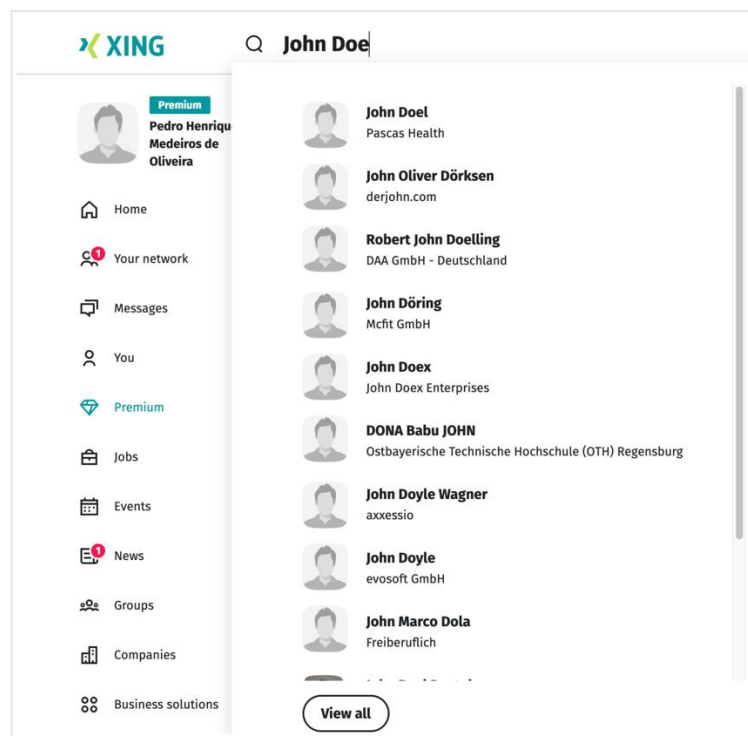 XING
John Doe
Premium
Pedro Henriqu
Medeiros de
Oliveira
Home
1
Your network
Messages
You
Premium
Jobs
Events
1
News
Groups
Companies
Business solutions
John Doel
Pascas Health
John Oliver Dörksen
derjohn.com
Robert John Doelling
DAA GmbH - Deutschland
John Döring
Mcfit GmbH
John Doex
John Doex Enterprises
DONA Babu JOHN
Ostbayerische Technische Hochschule (OTH) Regensburg
John Doyle Wagner
axxessio
John Doyle
evosoft GmbH
John Marco Dola
Freiberuflich
View all